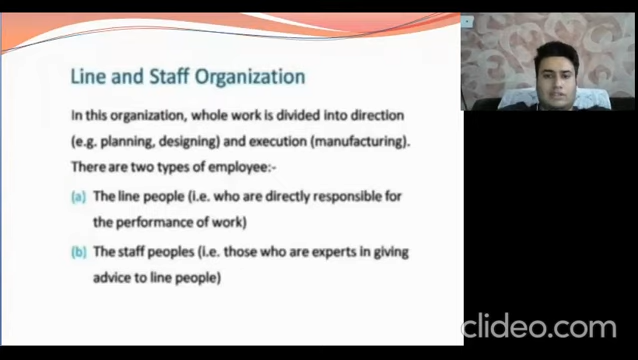 Line and Staff Organization
In this organization, whole work is divided into direction
(e.g. planning, designing) and execution (manufacturing).
There are two types of employee:-
(a) The line people (i.e. who are directly responsible for
the performance of work)
(b) The staff peoples (i.e. those who are experts in giving
advice to line people)
clideo.com